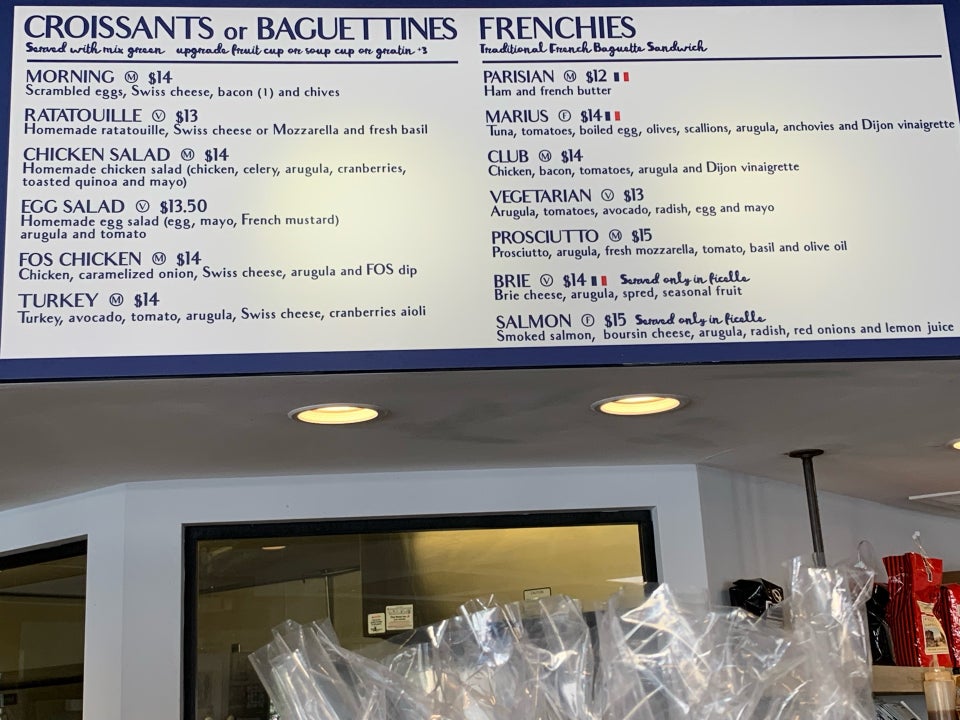 CROISSANTS or BAGUETTINES
Served with mix green upgrade fruit cup or soup cup or gratin +3
MORNING Ⓜ $14
Scrambled eggs, Swiss cheese, bacon (1) and chives
RATATOUILLE Ⓥ $13
Homemade ratatouille, Swiss cheese or Mozzarella and fresh basil
CHICKEN SALAD Ⓜ $14
Homemade chicken salad (chicken, celery, arugula, cranberries,
toasted quinoa and mayo)
EGG SALAD Ⓥ $13.50
Homemade egg salad (egg, mayo, French mustard)
arugula and tomato
FOS CHICKEN Ⓜ $14
Chicken, caramelized onion, Swiss cheese, arugula and FOS dip
TURKEY Ⓜ $14
Turkey, avocado, tomato, arugula, Swiss cheese, cranberries aioli
FRENCHIES
Traditional French Baguette Sandwich
PARISIAN Ⓜ $12
Ham and french butter
MARIUS Ⓕ $14
Tuna, tomatoes, boiled egg, olives, scallions, arugula, anchovies and Dijon vinaigrette
CLUB Ⓜ $14
Chicken, bacon, tomatoes, arugula and Dijon vinaigrette
VEGETARIAN Ⓥ $13
Arugula, tomatoes, avocado, radish, egg and mayo
PROSCIUTTO Ⓜ $15
Prosciutto, arugula, fresh mozzarella, tomato, basil and olive oil
BRIE Ⓥ $14 Served only in ficelle
Brie cheese, arugula, spred, seasonal fruit
SALMON Ⓕ $15 Served only in ficelle
Smoked salmon, boursin cheese, arugula, radish, red onions and lemon juice